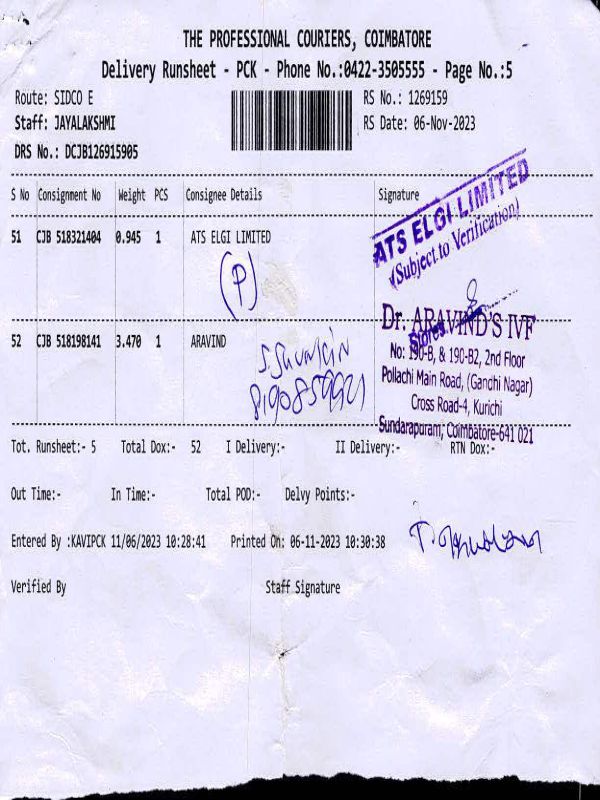 THE PROFESSIONAL COURIERS, COIMBATORE
Delivery Runsheet - PCK - Phone No.:0422-3505555 - Page No.:5
Route: SIDCO E RS No.: 1269159
Staff: JAYALAKSHMI RS Date: 06-Nov-2023
DRS No.: DCJB126915905
S No Consignment No Weight PCS Consignee Details Signature
51 CJB 518321404 0.945 1 ATS ELGI LIMITED
(P)
ATS ELGI LIMITED
(Subject to Verification)
Stores
52 CJB 518198141 3.470 1 ARAVIND
Dr. ARAVIND'S IVF
No: 190-B, & 190-B2, 2nd Floor
Pollachi Main Road, (Gandhi Nagar)
Cross Road-4, Kurichi
Sundarapuram, Coimbatore-641 021
Tot. Runsheet:- 5 Total Dox:- 52 I Delivery:- II Delivery:- RTN Dox:-
Out Time:- In Time:- Total POD:- Delvy Points:-
Entered By :KAVIPCK 11/06/2023 10:28:41 Printed On: 06-11-2023 10:30:38
Verified By Staff Signature